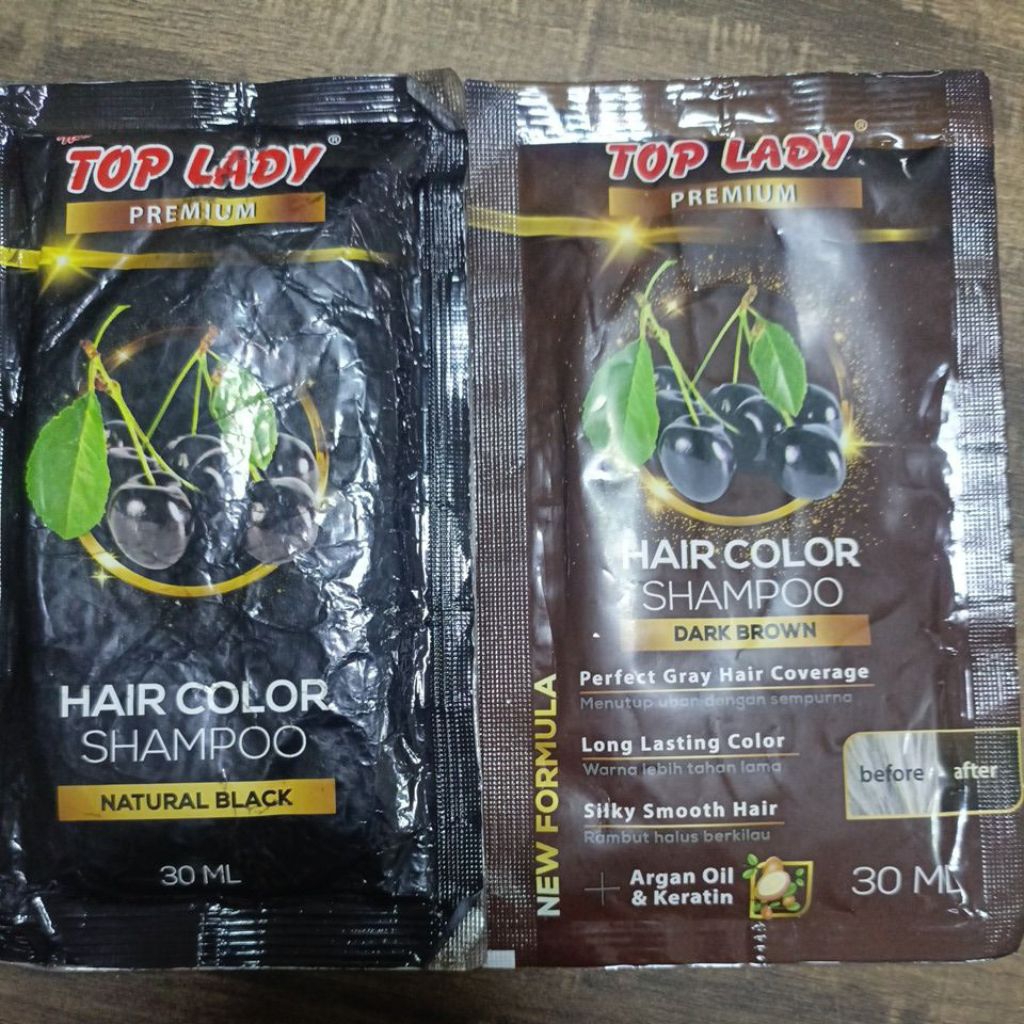 TOP LADY®
PREMIUM
HAIR COLOR
SHAMPOO
NATURAL BLACK
30 ML
TOP LADY®
PREMIUM
HAIR COLOR
SHAMPOO
DARK BROWN
Perfect Gray Hair Coverage
Menutup uban dengan sempurna
Long Lasting Color
Warna lebih tahan lama
Silky Smooth Hair
Rambut halus berkilau
+ Argan Oil
& Keratin
30 ML
before after
NEW FORMULA